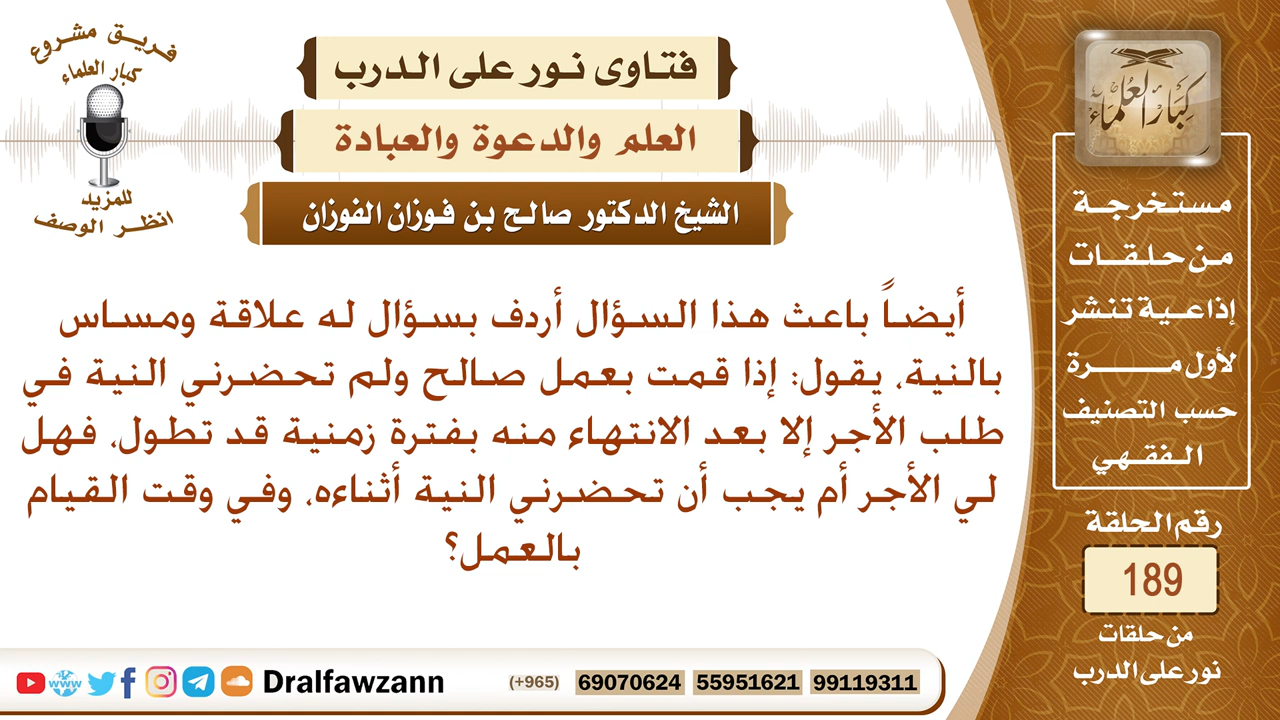 فريق مشروع
كبار العلماء
للمزيد
انظر الوصف
فتاوى نور على الدرب
العلم والدعوة والعبادة
الشيخ الدكتور صالح بن فوزان الفوزان
أيضاً باعث هذا السؤال أردف بسؤال له علاقة ومساس
بالنية، يقول: إذا قمت بعمل صالح ولم تحضرني النية في
طلب الأجر إلا بعد الانتهاء منه بفترة زمنية قد تطول، فهل
لي الأجر أم يجب أن تحضرني النية أثناءه، وفي وقت القيام
بالعمل؟
كبار العلماء
مستخرجة
من حلقات
إذاعية تنشر
لأول مرة
حسب التصنيف
الفقهي
رقم الحلقة
189
من حلقات
نور على الدرب
www
Dralfawzann
(+965) 69070624 55951621 99119311